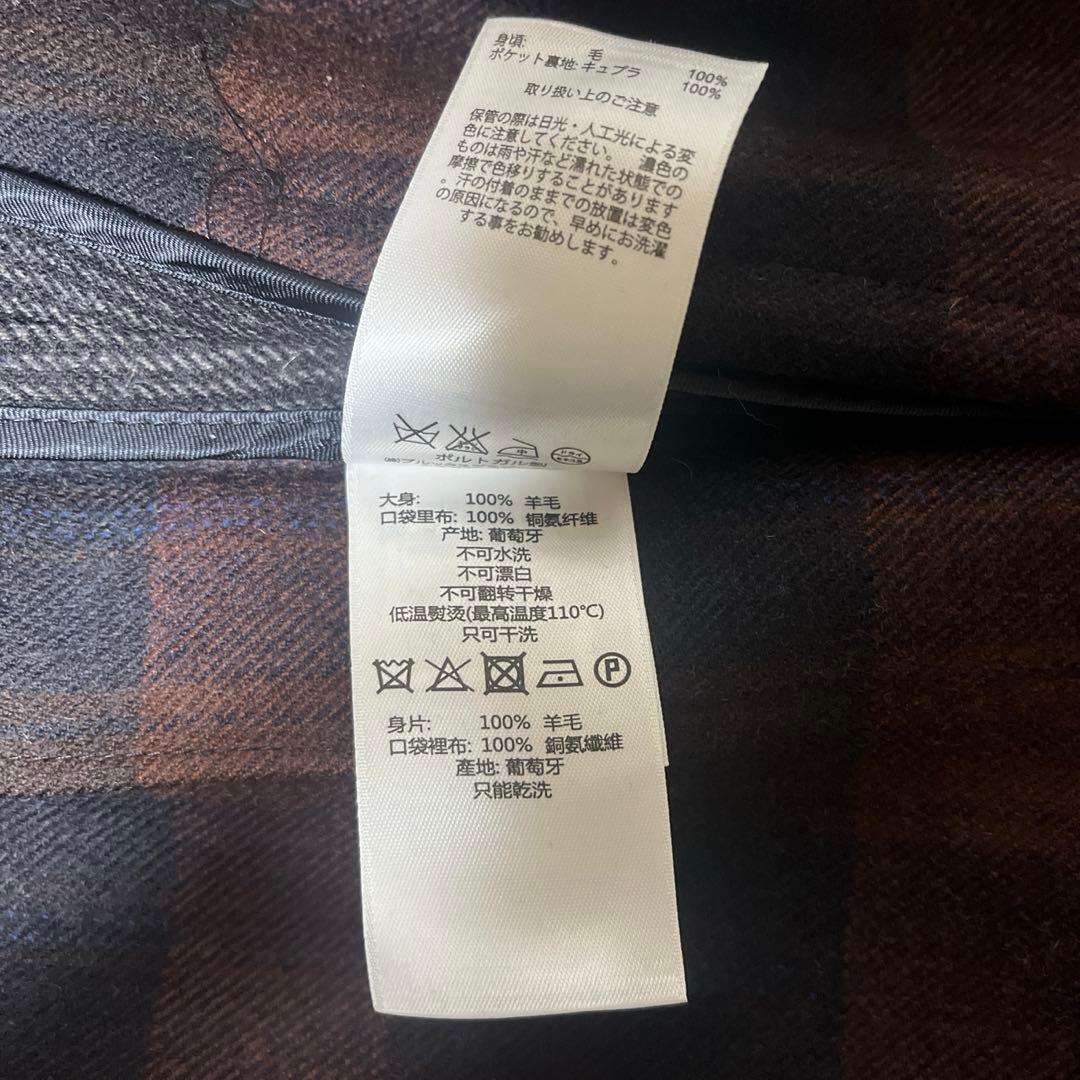 身頃: 毛 100%
ポケット裏地: キュプラ 100%
取り扱い上のご注意
保管の際は日光・人工光による変
色に注意してください。 濃色の
ものは雨や汗など濡れた状態での
摩擦で色移りすることがあります
。汗の付着のままでの放置は変色
の原因になるので、早めにお洗濯
する事をお勧めします。
中 ドライ
ポルトガル製
大身: 100% 羊毛
口袋里布: 100% 铜氨纤维
产地: 葡萄牙
不可水洗
不可漂白
不可翻转干燥
低温熨烫(最高温度110℃)
只可干洗
P
身片: 100% 羊毛
口袋裡布: 100% 銅氨纖維
產地: 葡萄牙
只能乾洗